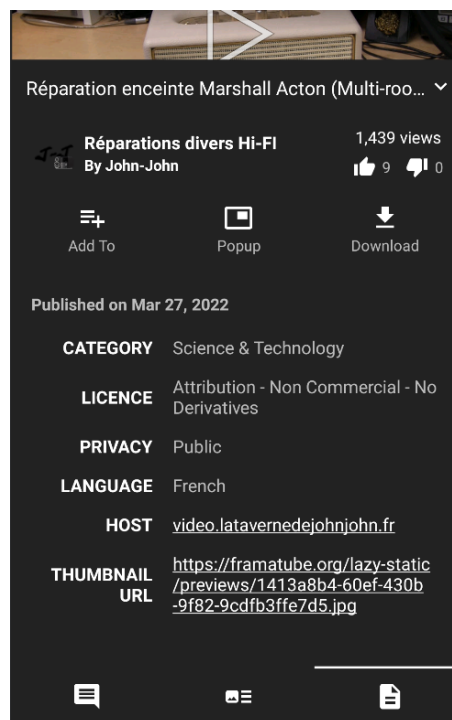 Réparation enceinte Marshall Acton (Multi-roo...
Réparations divers Hi-FI
1,439 views
By John-John
9 0
Add To Popup Download
Published on Mar 27, 2022
CATEGORY Science & Technology
LICENCE Attribution - Non Commercial - No
Derivatives
PRIVACY Public
LANGUAGE French
HOST video.latavernedejohnjohn.fr
THUMBNAIL URL https://framatube.org/lazy-static
/previews/1413a8b4-60ef-430b
-9f82-9cdfb3ffe7d5.jpg